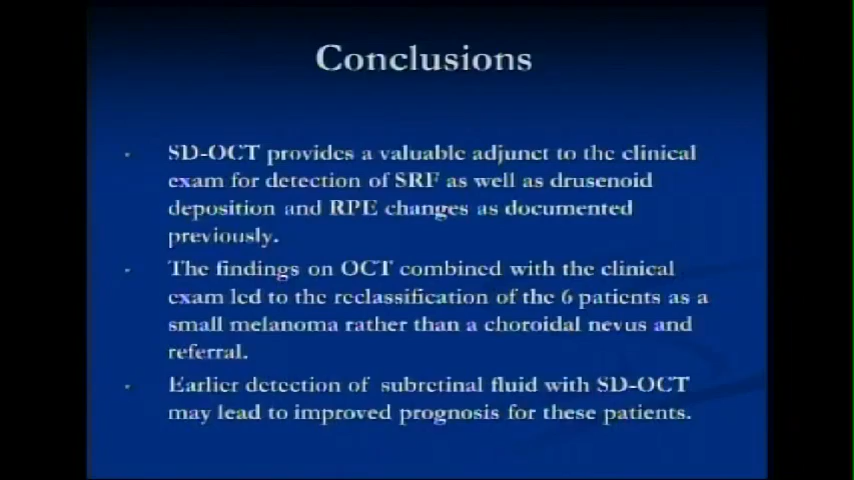 Conclusions
SD-OCT provides a valuable adjunct to the clinical
exam for detection of SRF as well as drusenoid
deposition and RPE changes as documented
previously.
The findings on OCT combined with the clinical
exam led to the reclassification of the 6 patients as a
small melanoma rather than a choroidal nevus and
referral.
Earlier detection of subretinal fluid with SD-OCT
may lead to improved prognosis for these patients.